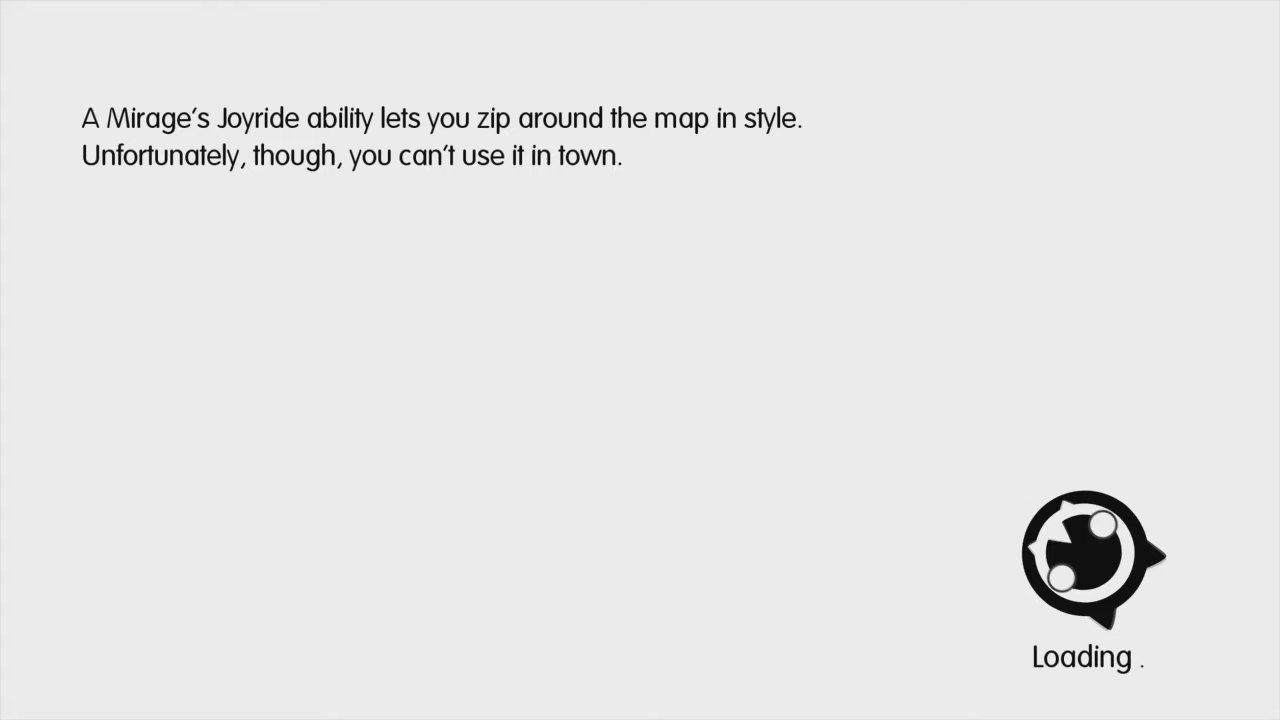 A Mirage's Joyride ability lets you zip around the map in style.
Unfortunately, though, you can't use it in town.
Loading .